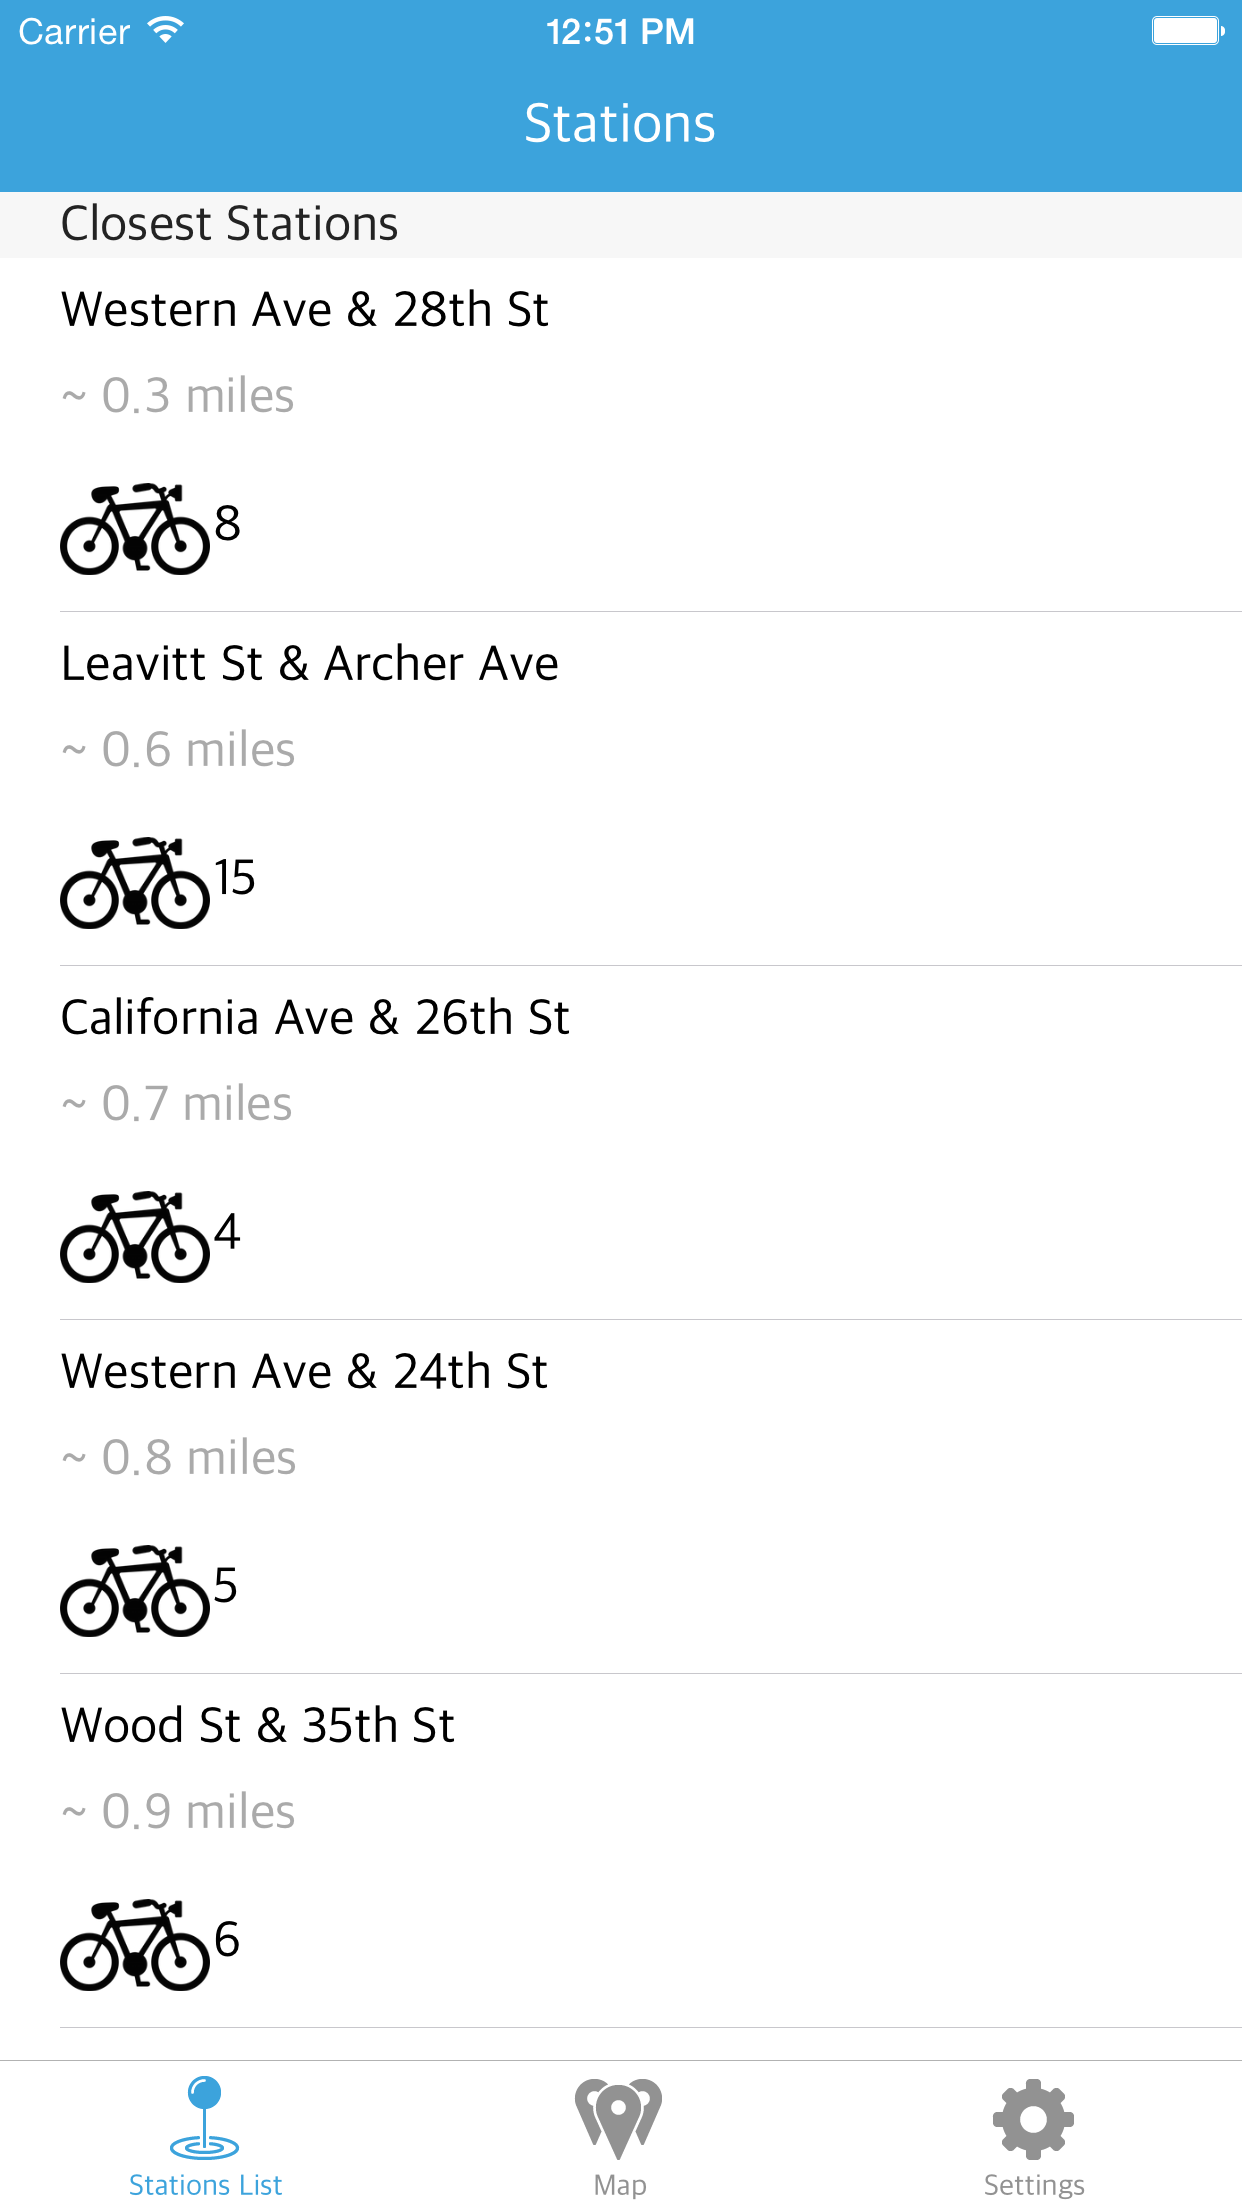 Carrier 12:51 PM
Stations
Closest Stations
Western Ave & 28th St
~ 0.3 miles
8
Leavitt St & Archer Ave
~ 0.6 miles
15
California Ave & 26th St
~ 0.7 miles
4
Western Ave & 24th St
~ 0.8 miles
5
Wood St & 35th St
~ 0.9 miles
6
Stations List Map Settings